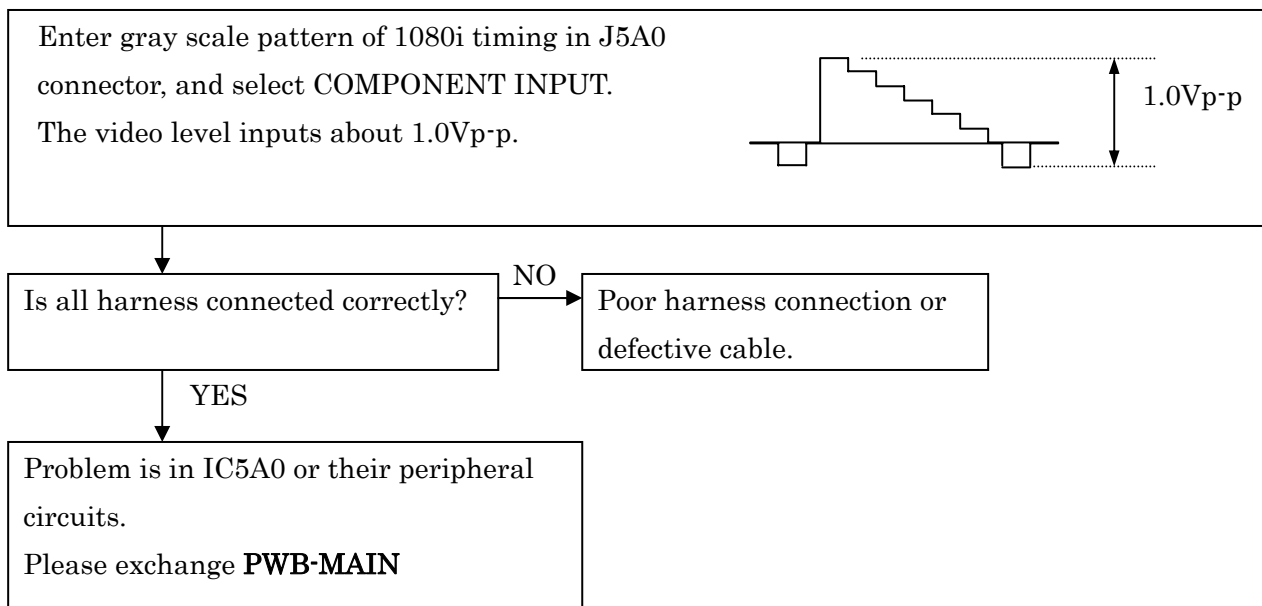 Enter gray scale pattern of 1080i timing in J5A0
connector, and select COMPONENT INPUT.
The video level inputs about 1.0Vp-p.
1.0Vp-p
Is all harness connected correctly?
NO
Poor harness connection or
defective cable.
YES
Problem is in IC5A0 or their peripheral
circuits.
Please exchange PWB-MAIN